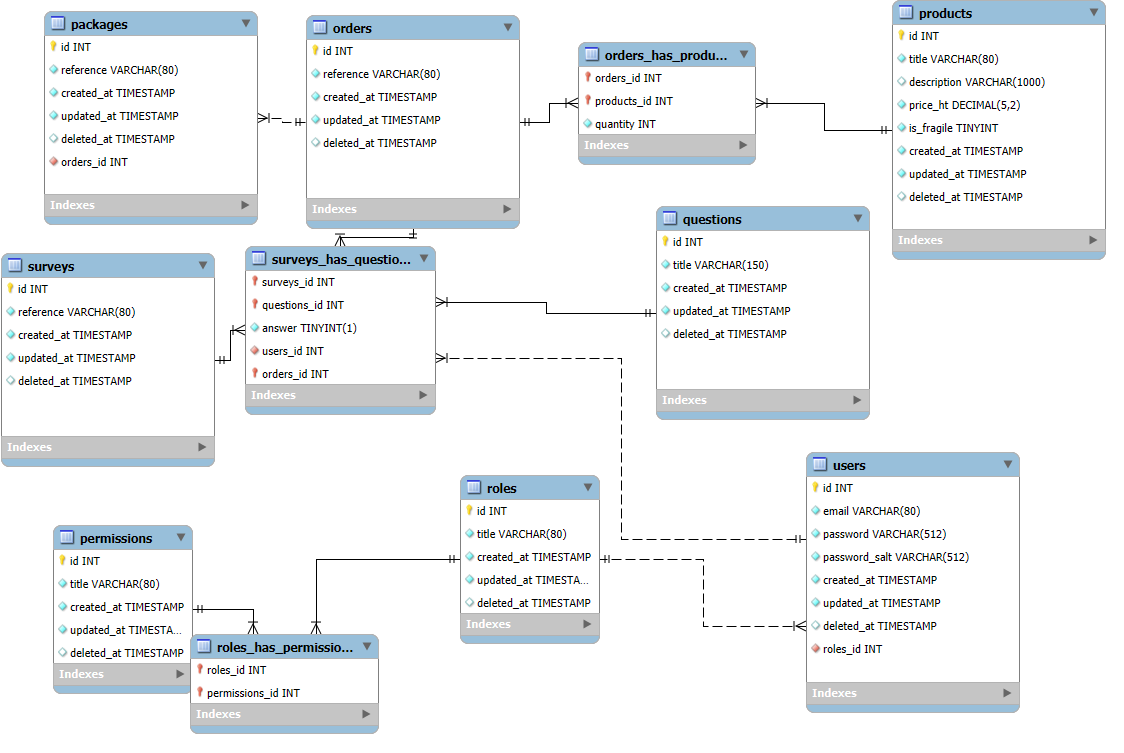 packages
id INT
reference VARCHAR(80)
created_at TIMESTAMP
updated_at TIMESTAMP
deleted_at TIMESTAMP
orders_id INT
Indexes
orders
id INT
reference VARCHAR(80)
created_at TIMESTAMP
updated_at TIMESTAMP
deleted_at TIMESTAMP
Indexes
orders_has_produ...
orders_id INT
products_id INT
quantity INT
Indexes
products
id INT
title VARCHAR(80)
description VARCHAR(1000)
price_ht DECIMAL(5,2)
is_fragile TINYINT
created_at TIMESTAMP
updated_at TIMESTAMP
deleted_at TIMESTAMP
Indexes
surveys
id INT
reference VARCHAR(80)
created_at TIMESTAMP
updated_at TIMESTAMP
deleted_at TIMESTAMP
Indexes
surveys_has_questio...
surveys_id INT
questions_id INT
answer TINYINT(1)
users_id INT
orders_id INT
Indexes
questions
id INT
title VARCHAR(150)
created_at TIMESTAMP
updated_at TIMESTAMP
deleted_at TIMESTAMP
Indexes
permissions
id INT
title VARCHAR(80)
created_at TIMESTAMP
updated_at TIMESTA...
deleted_at TIMESTAMP
Indexes
roles_has_permissio...
roles_id INT
permissions_id INT
Indexes
roles
id INT
title VARCHAR(80)
created_at TIMESTAMP
updated_at TIMESTA...
deleted_at TIMESTAMP
Indexes
users
id INT
email VARCHAR(80)
password VARCHAR(512)
password_salt VARCHAR(512)
created_at TIMESTAMP
updated_at TIMESTAMP
deleted_at TIMESTAMP
roles_id INT
Indexes